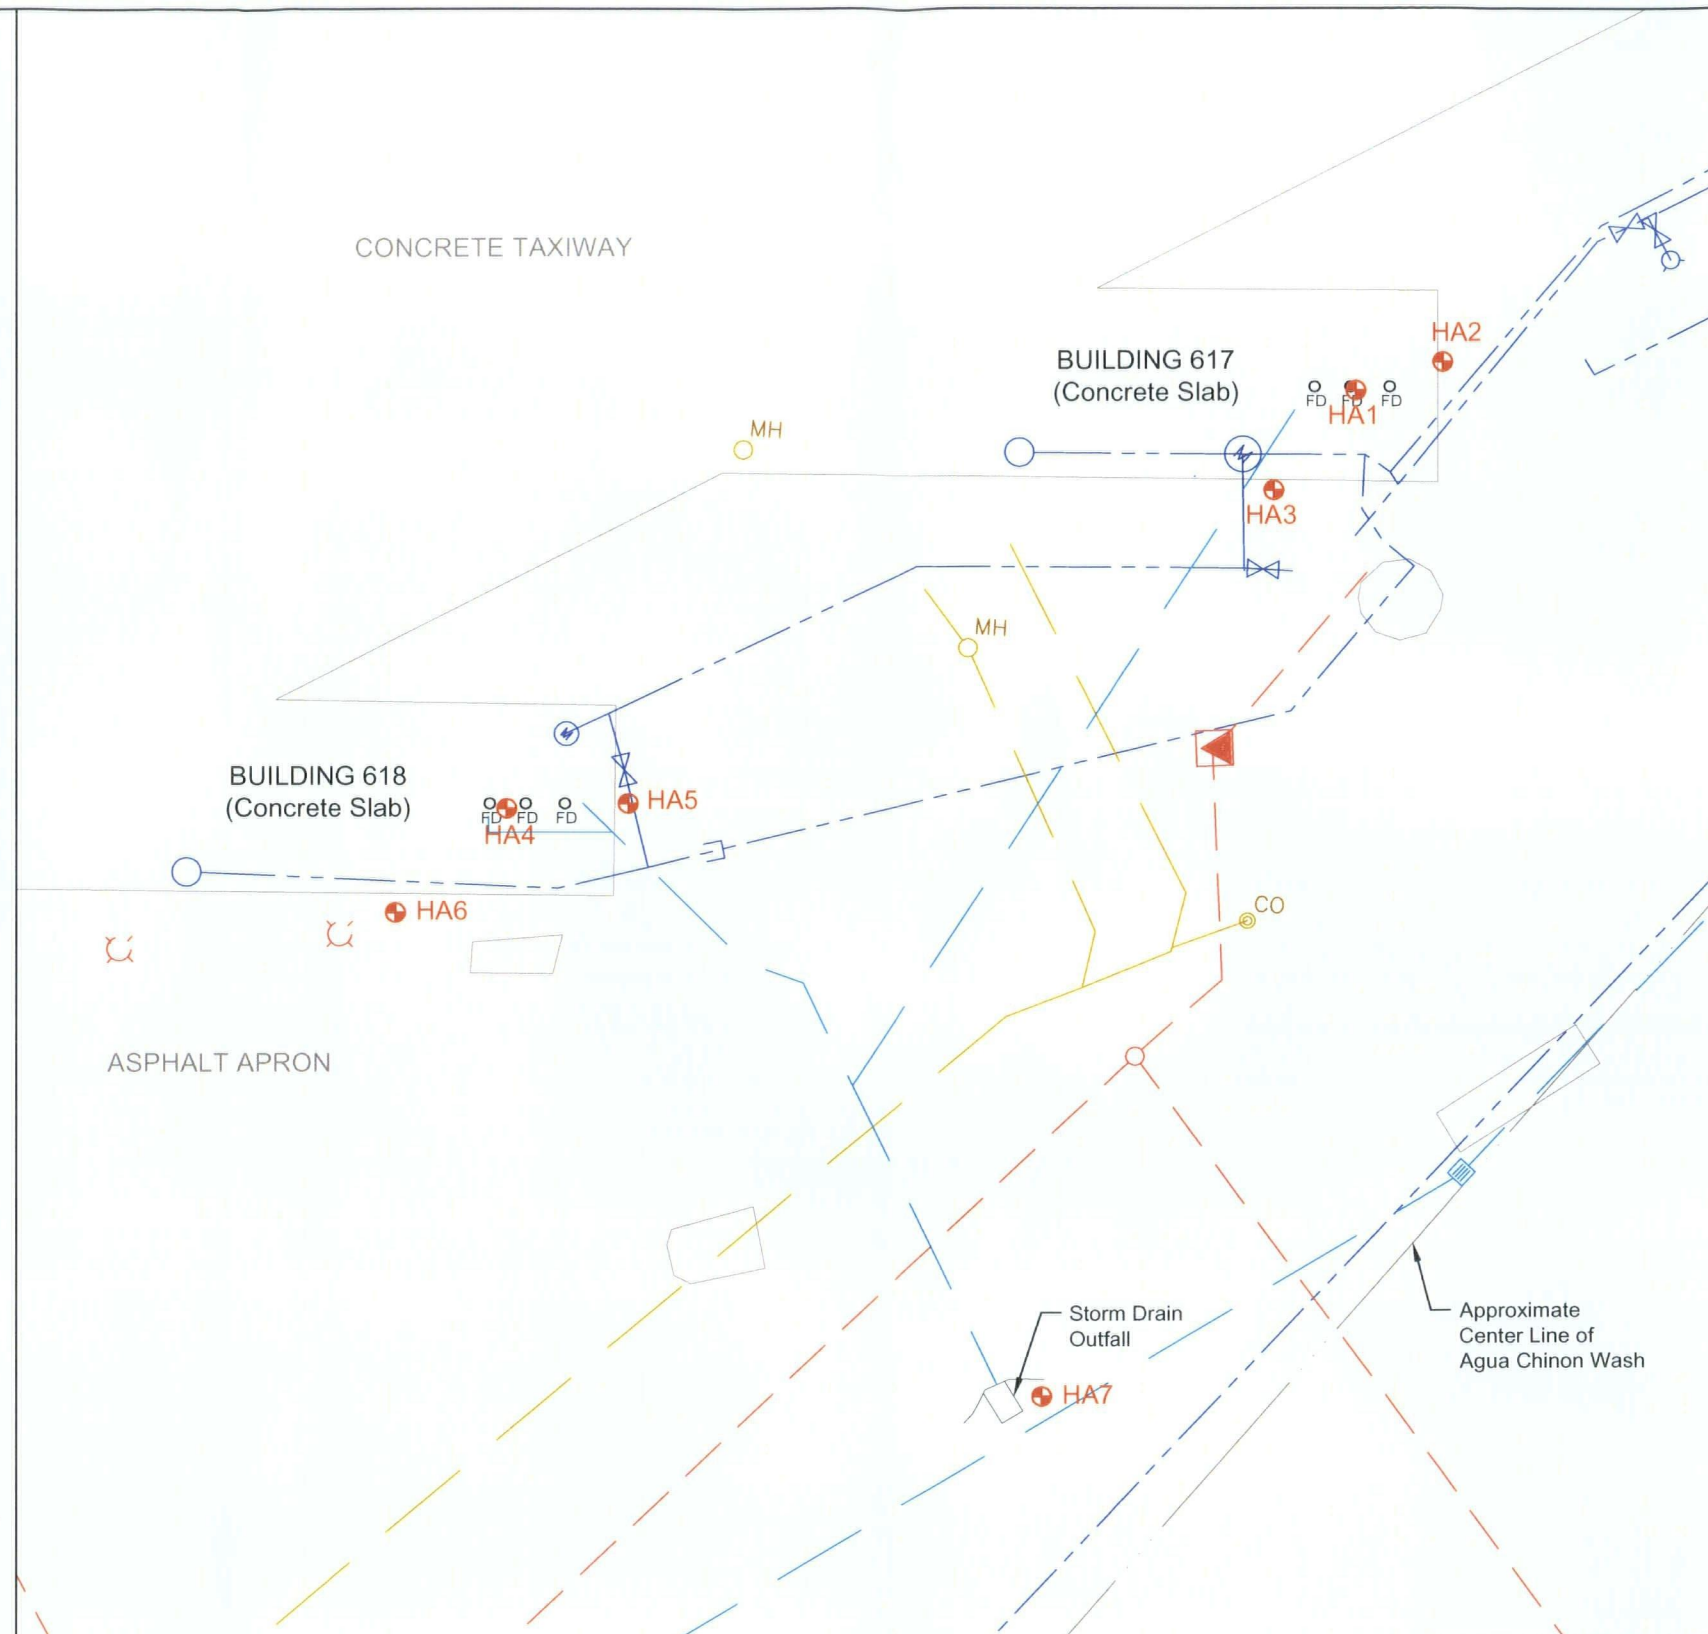 CONCRETE TAXIWAY
HA2
BUILDING 617
(Concrete Slab)
FD
FD
FD
HA1
MH
HA3
MH
BUILDING 618
(Concrete Slab)
FD
FD
FD
HA4
HA5
HA6
CO
ASPHALT APRON
Storm Drain
Outfall
HA7
Approximate
Center Line of
Agua Chinon Wash